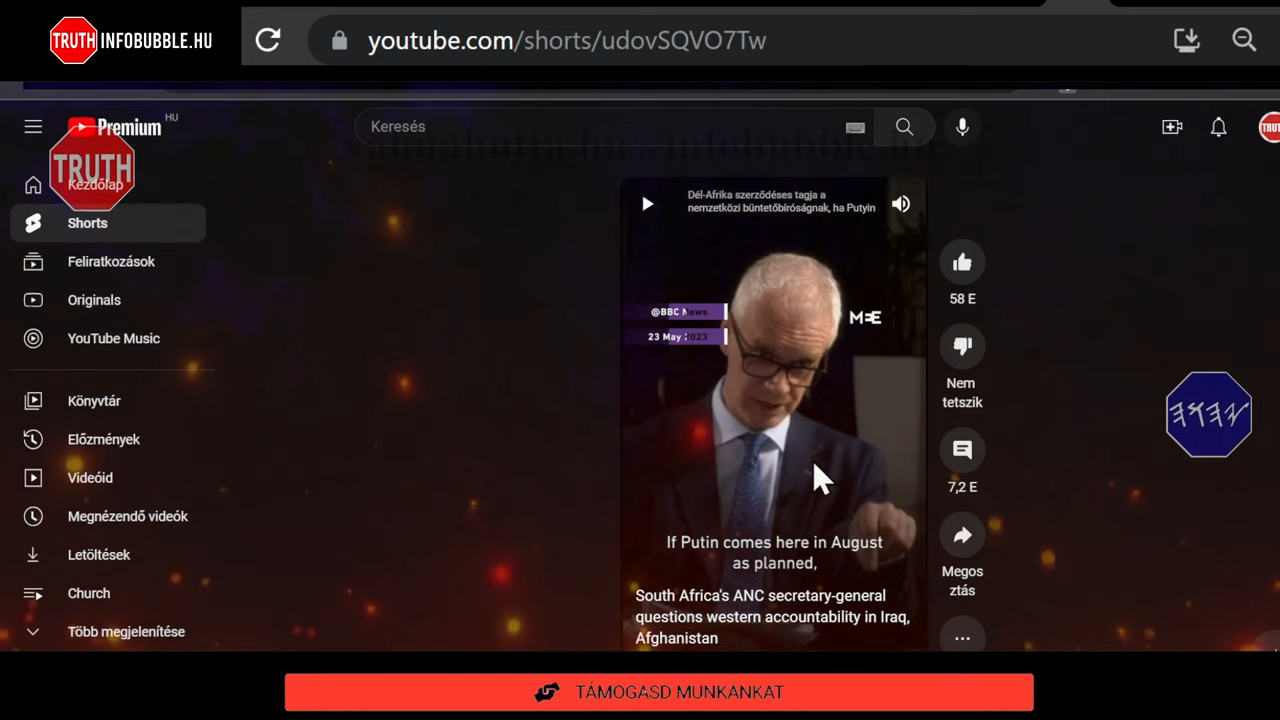 TRUTH INFOBUBBLE.HU
youtube.com/shorts/udovSQVO7Tw
Premium HU
Keresés
TRUTH
Kezdőlap
Shorts
Feliratkozások
Originals
YouTube Music
Könyvtár
Előzmények
Videóid
Megnézendő videók
Letöltések
Church
Több megjelenítése
Dél-Afrika szerződéses tagja a
nemzetközi büntetőbíróságnak, ha Putyin
@BBC News
23 May 2023
MEE
If Putin comes here in August
as planned,
South Africa's ANC secretary-general
questions western accountability in Iraq,
Afghanistan
58 E
Nem
tetszik
7,2 E
Megos
ztás
𐤉𐤄𐤅𐤄
TÁMOGASD MUNKÁNKAT